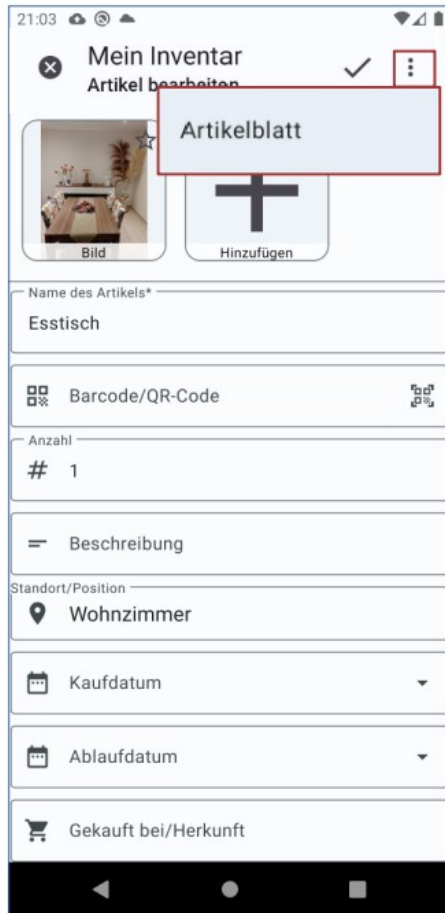 21:03
Mein Inventar
Artikel bearbeiten
Artikelblatt
Bild
Hinzufügen
Name des Artikels*
Esstisch
Barcode/QR-Code
Anzahl
# 1
Beschreibung
Standort/Position
Wohnzimmer
Kaufdatum
Ablaufdatum
Gekauft bei/Herkunft